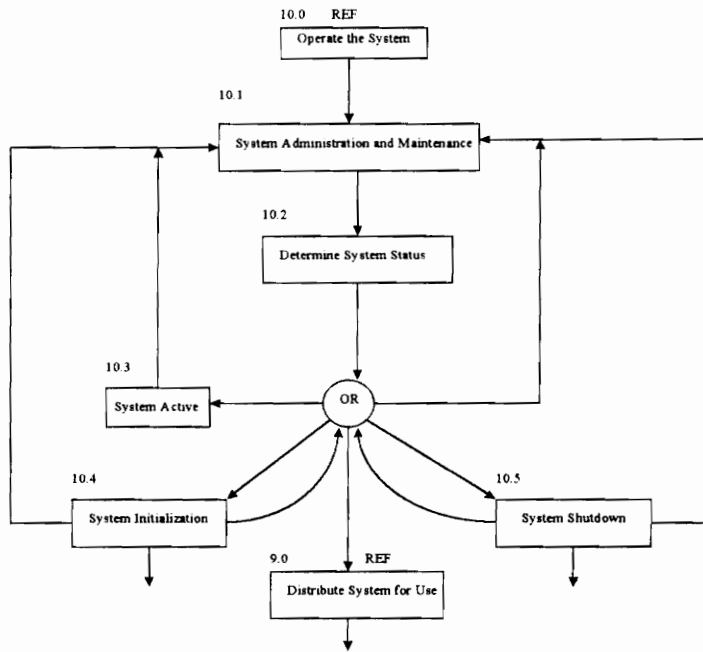 10.0 REF
Operate the System
10.1
System Administration and Maintenance
10.2
Determine System Status
10.3
System Active
OR
10.4
System Initialization
10.5
System Shutdown
9.0 REF
Distribute System for Use